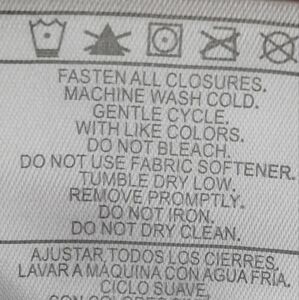 FASTEN ALL CLOSURES.
MACHINE WASH COLD.
GENTLE CYCLE.
WITH LIKE COLORS.
DO NOT BLEACH.
DO NOT USE FABRIC SOFTENER.
TUMBLE DRY LOW.
REMOVE PROMPTLY.
DO NOT IRON.
DO NOT DRY CLEAN.
AJUSTAR TODOS LOS CIERRES.
LAVAR A MÁQUINA CON AGUA FRÍA.
CICLO SUAVE.